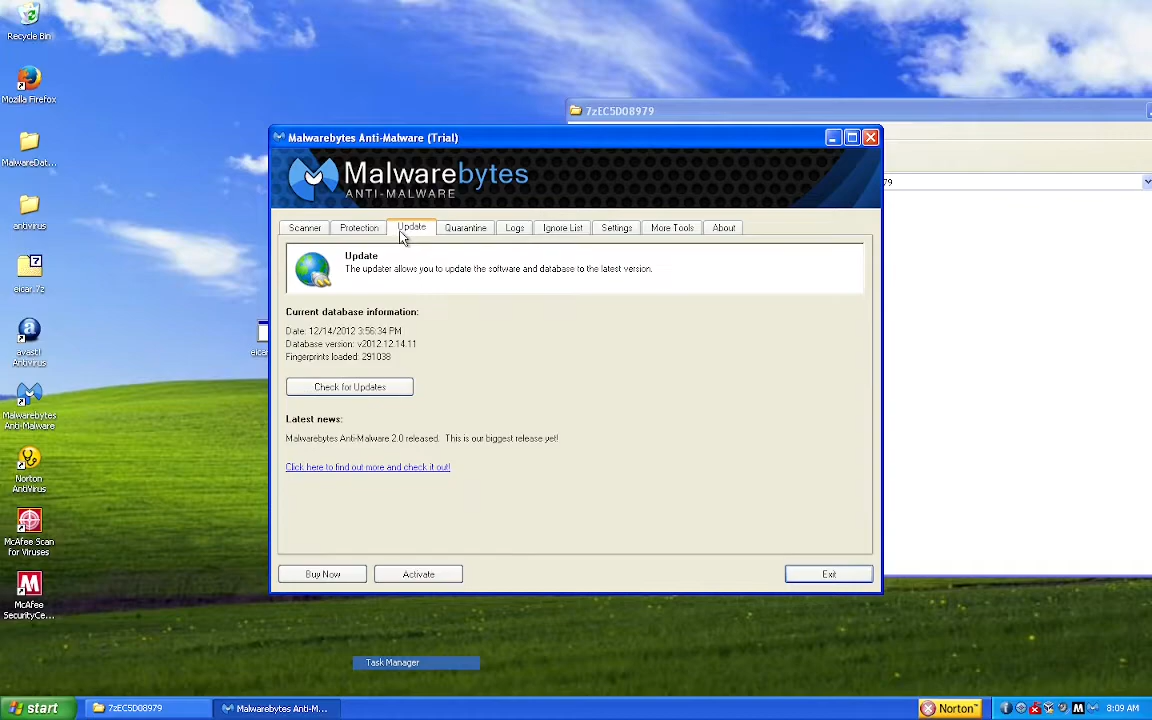 Recycle Bin
Mozilla Firefox
MalwareDat...
antivirus
eicar.7z
avast!
Antivirus
Malwarebytes
Anti-Malware
Norton
AntiVirus
McAfee Scan
for Viruses
McAfee
SecurityCe...
7zEC5D08979
79
Malwarebytes Anti-Malware (Trial)
Malwarebytes
ANTI-MALWARE
Scanner Protection Update Quarantine Logs Ignore List Settings More Tools About
Update
The updater allows you to update the software and database to the latest version.
Current database information:
Date: 12/14/2012 3:56:34 PM
Database version: v2012.12.14.11
Fingerprints loaded: 291038
Check for Updates
Latest news:
Malwarebytes Anti-Malware 2.0 released. This is our biggest release yet!
Click here to find out more and check it out!
Buy Now Activate Exit
Task Manager
start 7zEC5D08979 Malwarebytes Anti-M... Norton™ 8:09 AM